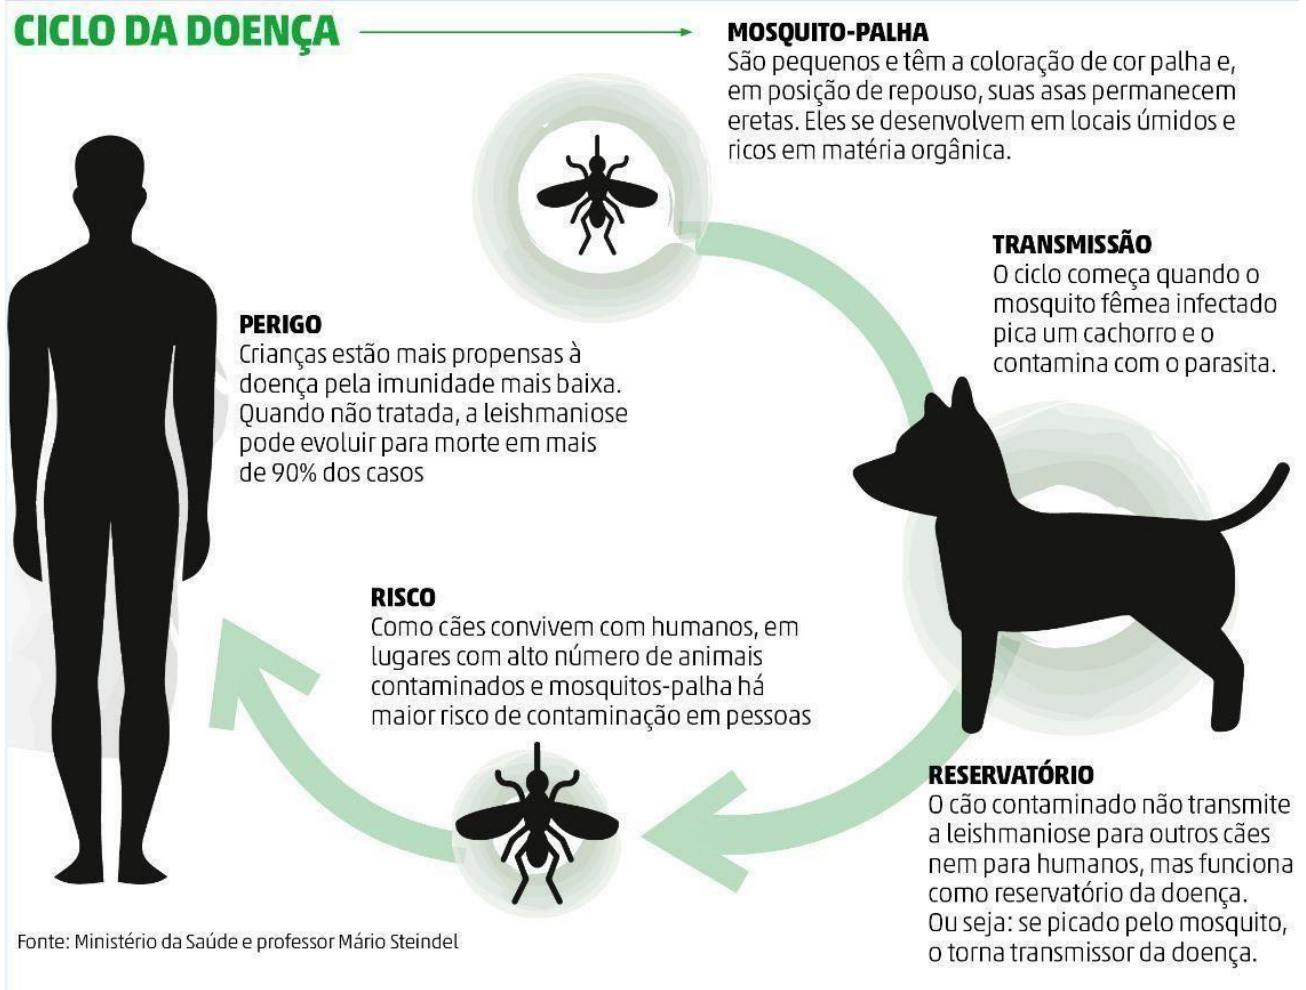 CICLO DA DOENÇA
MOSQUITO-PALHA
São pequenos e têm a coloração de cor palha e,
em posição de repouso, suas asas permanecem
eretas. Eles se desenvolvem em locais úmidos e
ricos em matéria orgânica.
TRANSMISSÃO
O ciclo começa quando o
mosquito fêmea infectado
pica um cachorro e o
contamina com o parasita.
PERIGO
Crianças estão mais propensas à
doença pela imunidade mais baixa.
Quando não tratada, a leishmaniose
pode evoluir para morte em mais
de 90% dos casos
RISCO
Como cães convivem com humanos, em
lugares com alto número de animais
contaminados e mosquitos-palha há
maior risco de contaminação em pessoas
RESERVATÓRIO
O cão contaminado não transmite
a leishmaniose para outros cães
nem para humanos, mas funciona
como reservatório da doença.
Ou seja: se picado pelo mosquito,
o torna transmissor da doença.
Fonte: Ministério da Saúde e professor Mário Steindel